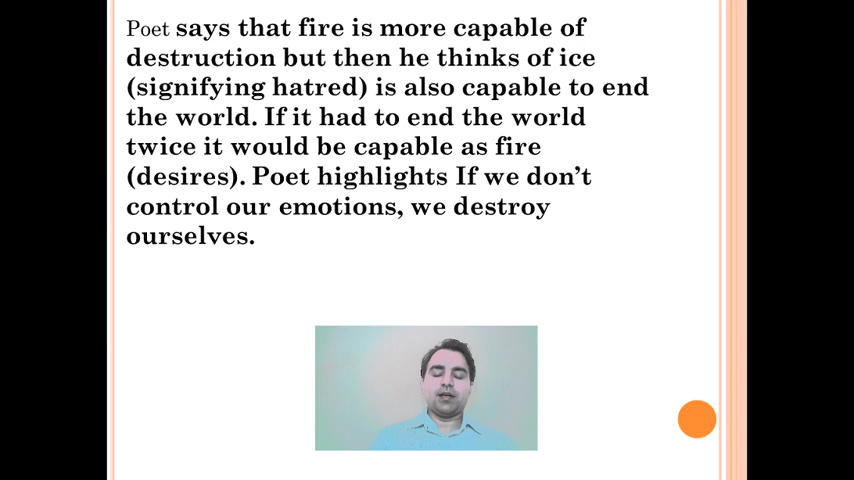 Poet says that fire is more capable of
destruction but then he thinks of ice
(signifying hatred) is also capable to end
the world. If it had to end the world
twice it would be capable as fire
(desires). Poet highlights If we don’t
control our emotions, we destroy
ourselves.